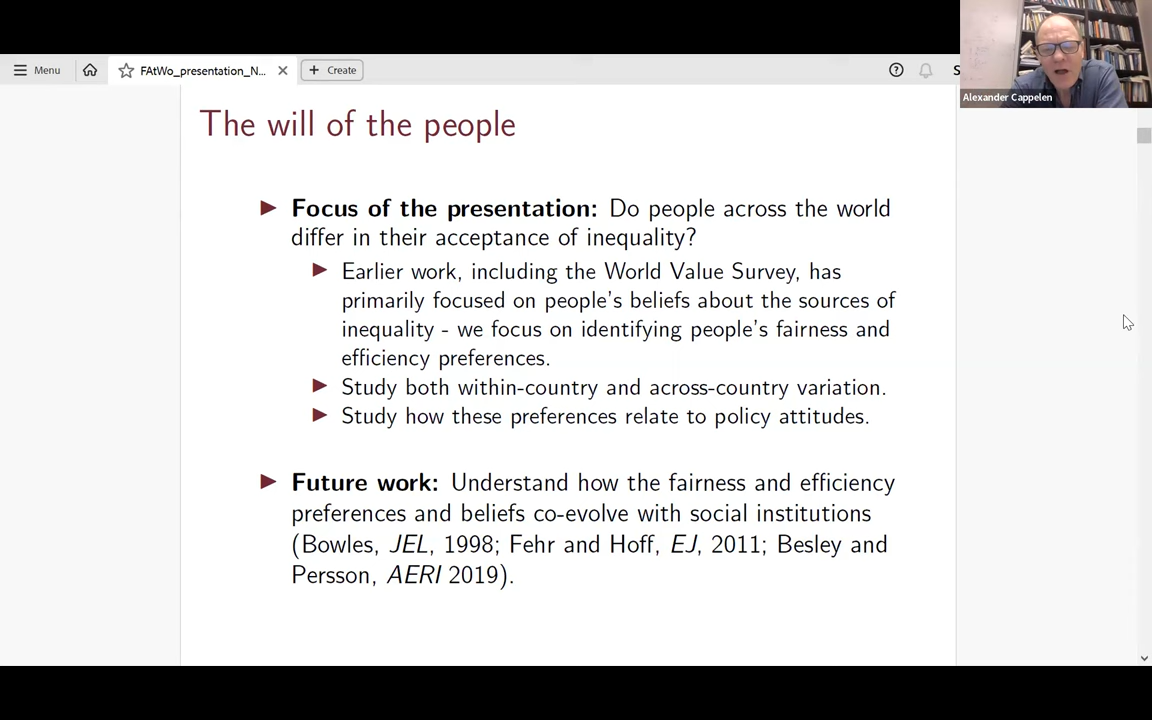 Menu
FAtWo_presentation_N...
Create
S
Alexander Cappelen
The will of the people
Focus of the presentation: Do people across the world
differ in their acceptance of inequality?
Earlier work, including the World Value Survey, has
primarily focused on people's beliefs about the sources of
inequality - we focus on identifying people's fairness and
efficiency preferences.
Study both within-country and across-country variation.
Study how these preferences relate to policy attitudes.
Future work: Understand how the fairness and efficiency
preferences and beliefs co-evolve with social institutions
(Bowles, JEL, 1998; Fehr and Hoff, EJ, 2011; Besley and
Persson, AERI 2019).